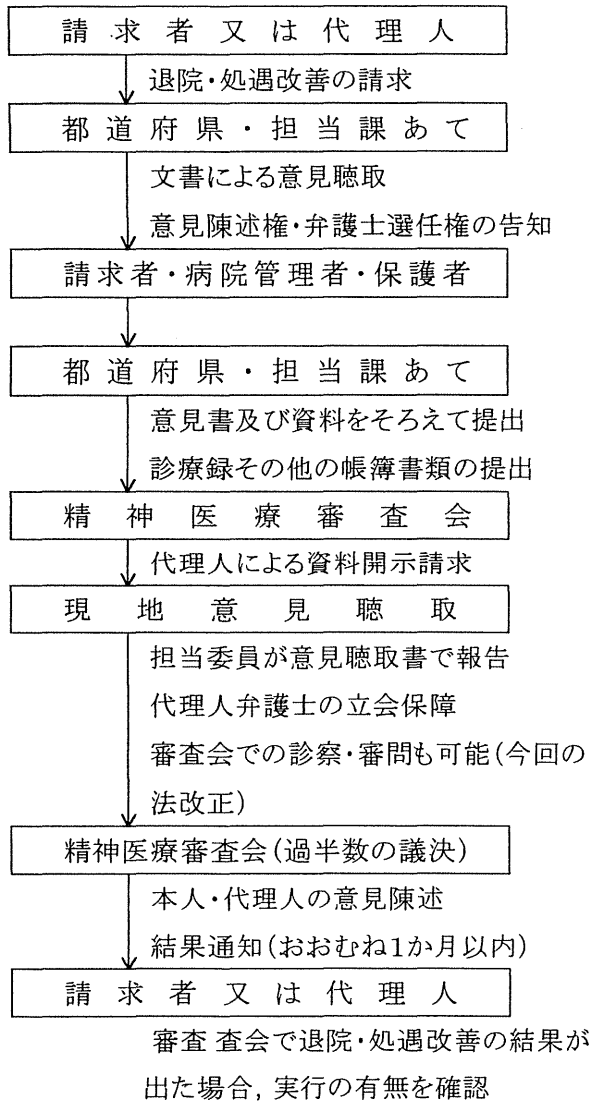 請求者又は代理人
退院・処遇改善の請求
都道府県・担当課あて
文書による意見聴取
意見陳述権・弁護士選任権の告知
請求者・病院管理者・保護者
都道府県・担当課あて
意見書及び資料をそろえて提出
診療録その他の帳簿書類の提出
精神医療審査会
代理人による資料開示請求
現地意見聴取
担当委員が意見聴取書で報告
代理人弁護士の立会保障
審査会での診察・審問も可能(今回の
法改正)
精神医療審査会(過半数の議決)
本人・代理人の意見陳述
結果通知(おおむね1か月以内)
請求者又は代理人
審査 査会で退院・処遇改善の結果が
出た場合, 実行の有無を確認